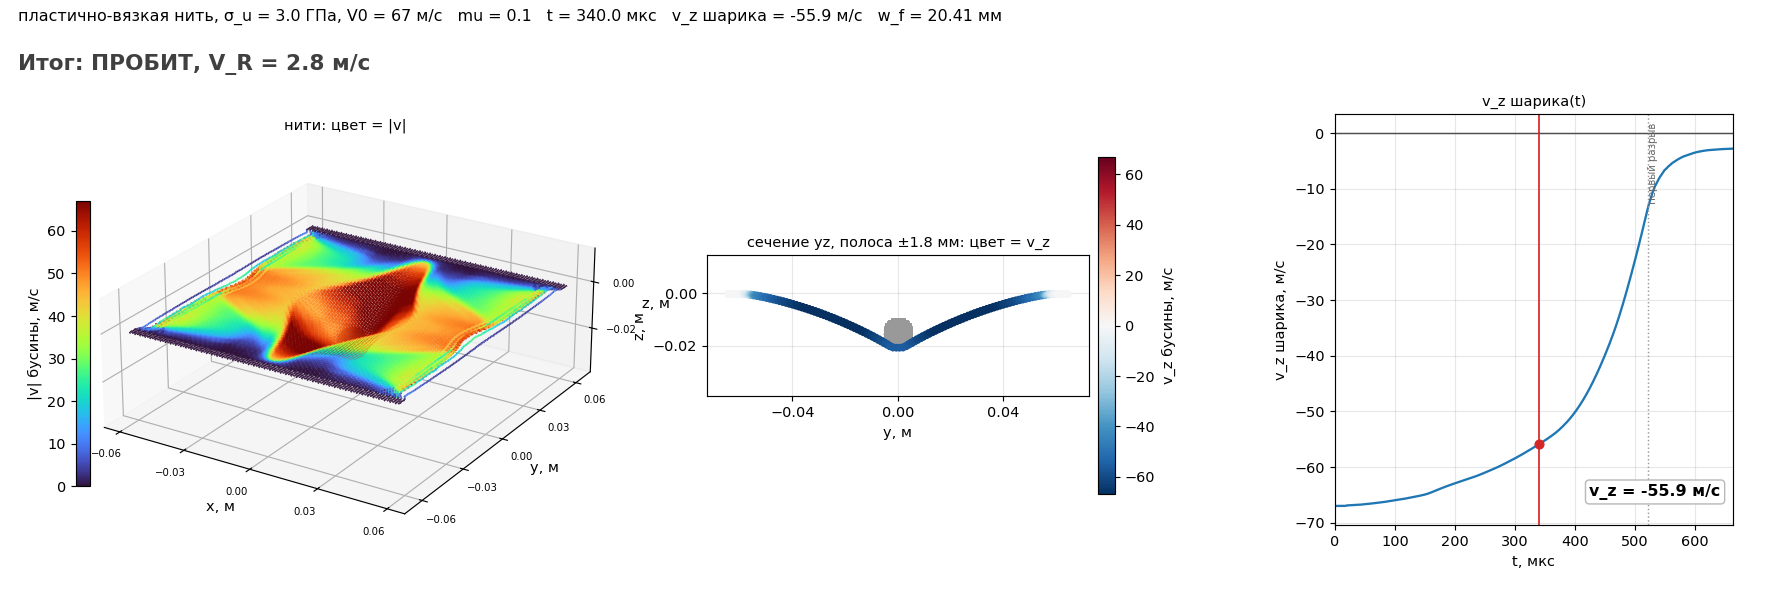 пластично-вязкая нить, σ_u = 3.0 ГПа, V0 = 67 м/с   mu = 0.1   t = 340.0 мкс   v_z шарика = -55.9 м/с   w_f = 20.41 мм
Итог: ПРОБИТ, V_R = 2.8 м/с
нити: цвет = |v|
|v| бусины, м/с
60
50
40
30
20
10
0
−0.06
−0.03
0.00
0.03
0.06
x, м
−0.06
−0.03
0.00
0.03
0.06
y, м
0.00
−0.02
z, м
сечение yz, полоса ±1.8 мм: цвет = v_z
z, м
0.00
−0.02
−0.04
0.00
0.04
y, м
60
40
20
0
−20
−40
−60
v_z бусины, м/с
v_z шарика(t)
v_z шарика, м/с
0
−10
−20
−30
−40
−50
−60
−70
первый разрыв
v_z = -55.9 м/с
0
100
200
300
400
500
600
t, мкс